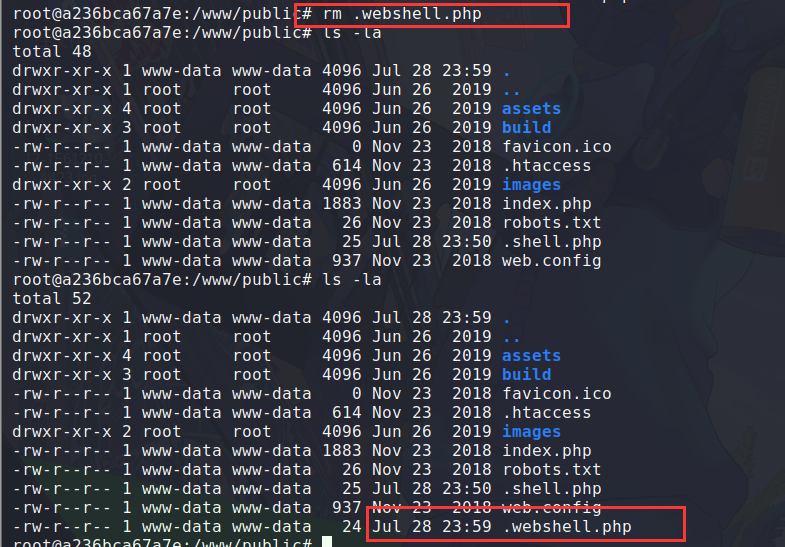 root@a236bca67a7e:/www/public# rm .webshell.php
root@a236bca67a7e:/www/public# ls -la
total 48
drwxr-xr-x 1 www-data www-data 4096 Jul 28 23:59 .
drwxr-xr-x 1 root     root     4096 Jun 26  2019 ..
drwxr-xr-x 4 root     root     4096 Jun 26  2019 assets
drwxr-xr-x 3 root     root     4096 Jun 26  2019 build
-rw-r--r-- 1 www-data www-data    0 Nov 23  2018 favicon.ico
-rw-r--r-- 1 www-data www-data  614 Nov 23  2018 .htaccess
drwxr-xr-x 2 root     root     4096 Jun 26  2019 images
-rw-r--r-- 1 www-data www-data 1883 Nov 23  2018 index.php
-rw-r--r-- 1 www-data www-data   26 Nov 23  2018 robots.txt
-rw-r--r-- 1 www-data www-data   25 Jul 28 23:50 .shell.php
-rw-r--r-- 1 www-data www-data  937 Nov 23  2018 web.config
root@a236bca67a7e:/www/public# ls -la
total 52
drwxr-xr-x 1 www-data www-data 4096 Jul 28 23:59 .
drwxr-xr-x 1 root     root     4096 Jun 26  2019 ..
drwxr-xr-x 4 root     root     4096 Jun 26  2019 assets
drwxr-xr-x 3 root     root     4096 Jun 26  2019 build
-rw-r--r-- 1 www-data www-data    0 Nov 23  2018 favicon.ico
-rw-r--r-- 1 www-data www-data  614 Nov 23  2018 .htaccess
drwxr-xr-x 2 root     root     4096 Jun 26  2019 images
-rw-r--r-- 1 www-data www-data 1883 Nov 23  2018 index.php
-rw-r--r-- 1 www-data www-data   26 Nov 23  2018 robots.txt
-rw-r--r-- 1 www-data www-data   25 Jul 28 23:50 .shell.php
-rw-r--r-- 1 www-data www-data  937 Nov 23  2018 web.config
-rw-r--r-- 1 www-data www-data   24 Jul 28 23:59 .webshell.php
root@a236bca67a7e:/www/public#